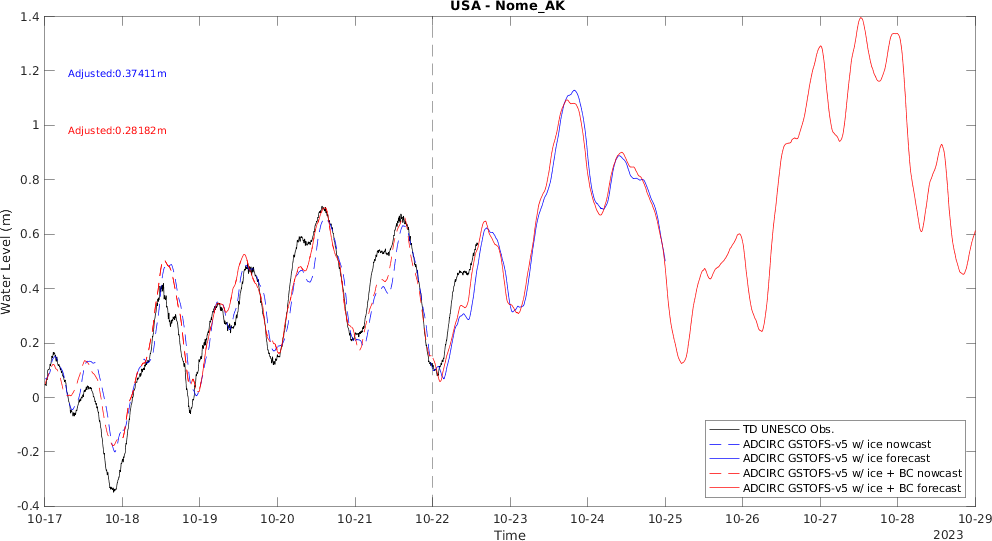 USA - Nome_AK
1.4
1.2
1
0.8
0.6
0.4
0.2
0
-0.2
-0.4
Water Level (m)
Adjusted:0.37411m
Adjusted:0.28182m
TD UNESCO Obs.
ADCIRC GSTOFS-v5 w/ ice nowcast
ADCIRC GSTOFS-v5 w/ ice forecast
ADCIRC GSTOFS-v5 w/ ice + BC nowcast
ADCIRC GSTOFS-v5 w/ ice + BC forecast
10-17 10-18 10-19 10-20 10-21 10-22 10-23 10-24 10-25 10-26 10-27 10-28 10-29
Time
2023